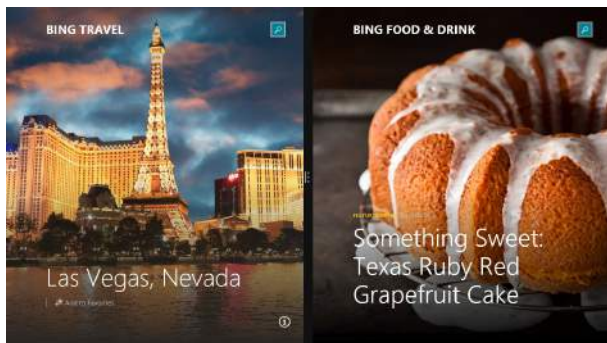 BING TRAVEL
Las Vegas, Nevada
Add to Favorites
BING FOOD & DRINK
Something Sweet:
Texas Ruby Red
Grapefruit Cake